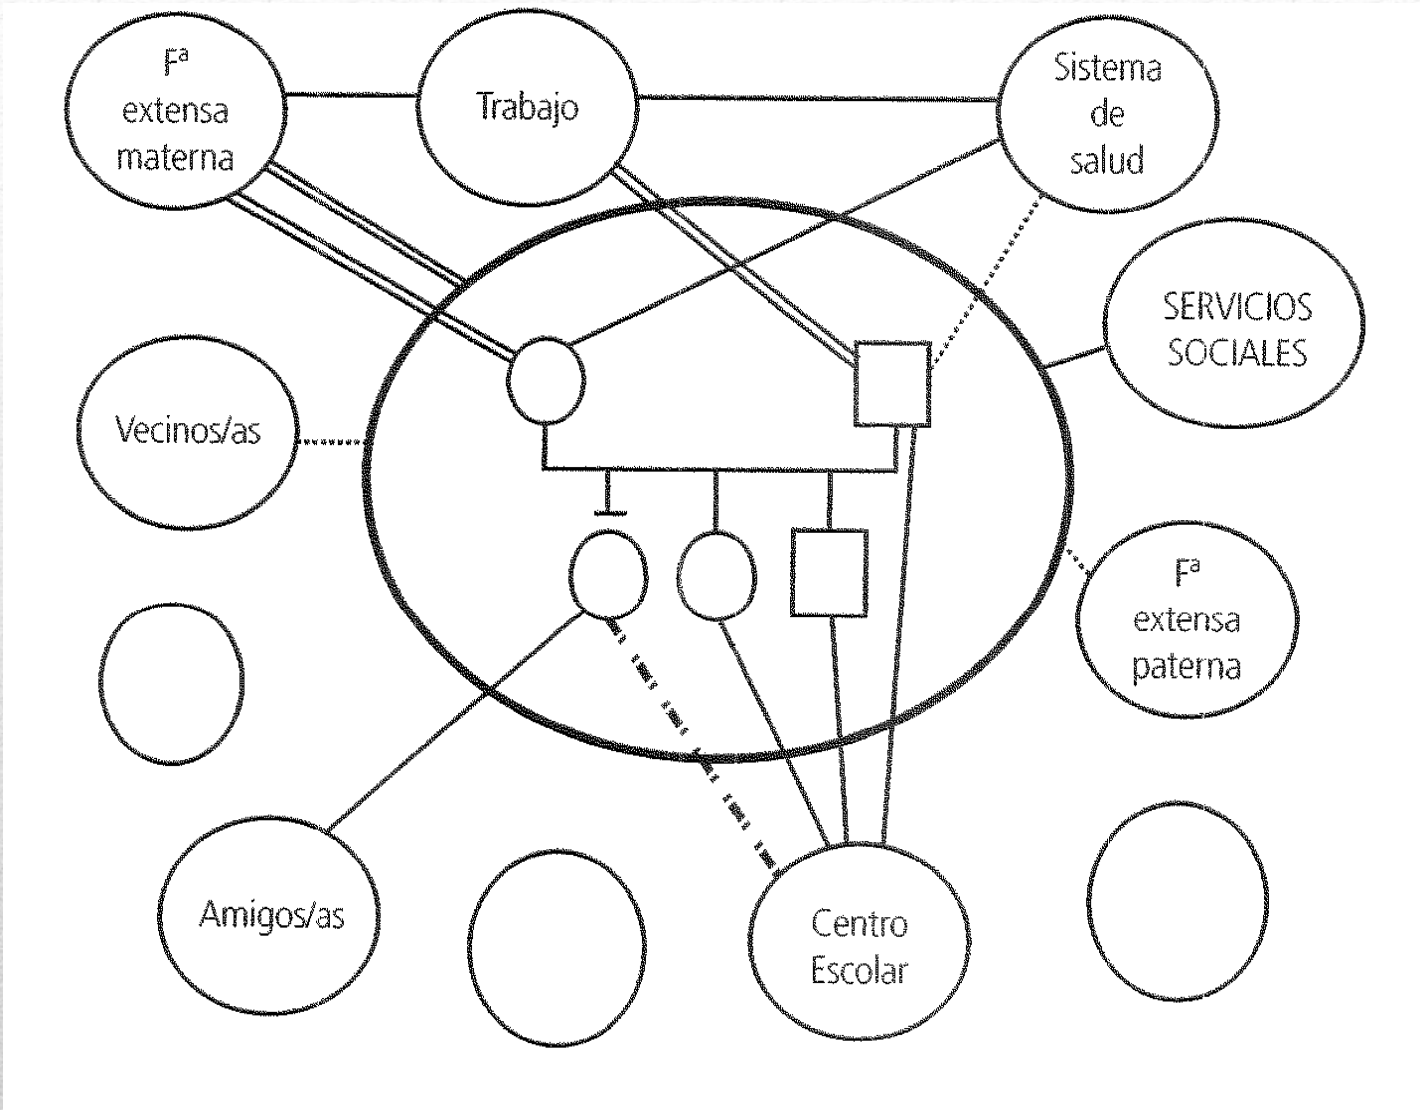 Fª
extensa
materna
Trabajo
Sistema
de
salud
SERVICIOS
SOCIALES
Vecinos/as
Fª
extensa
paterna
Amigos/as
Centro
Escolar